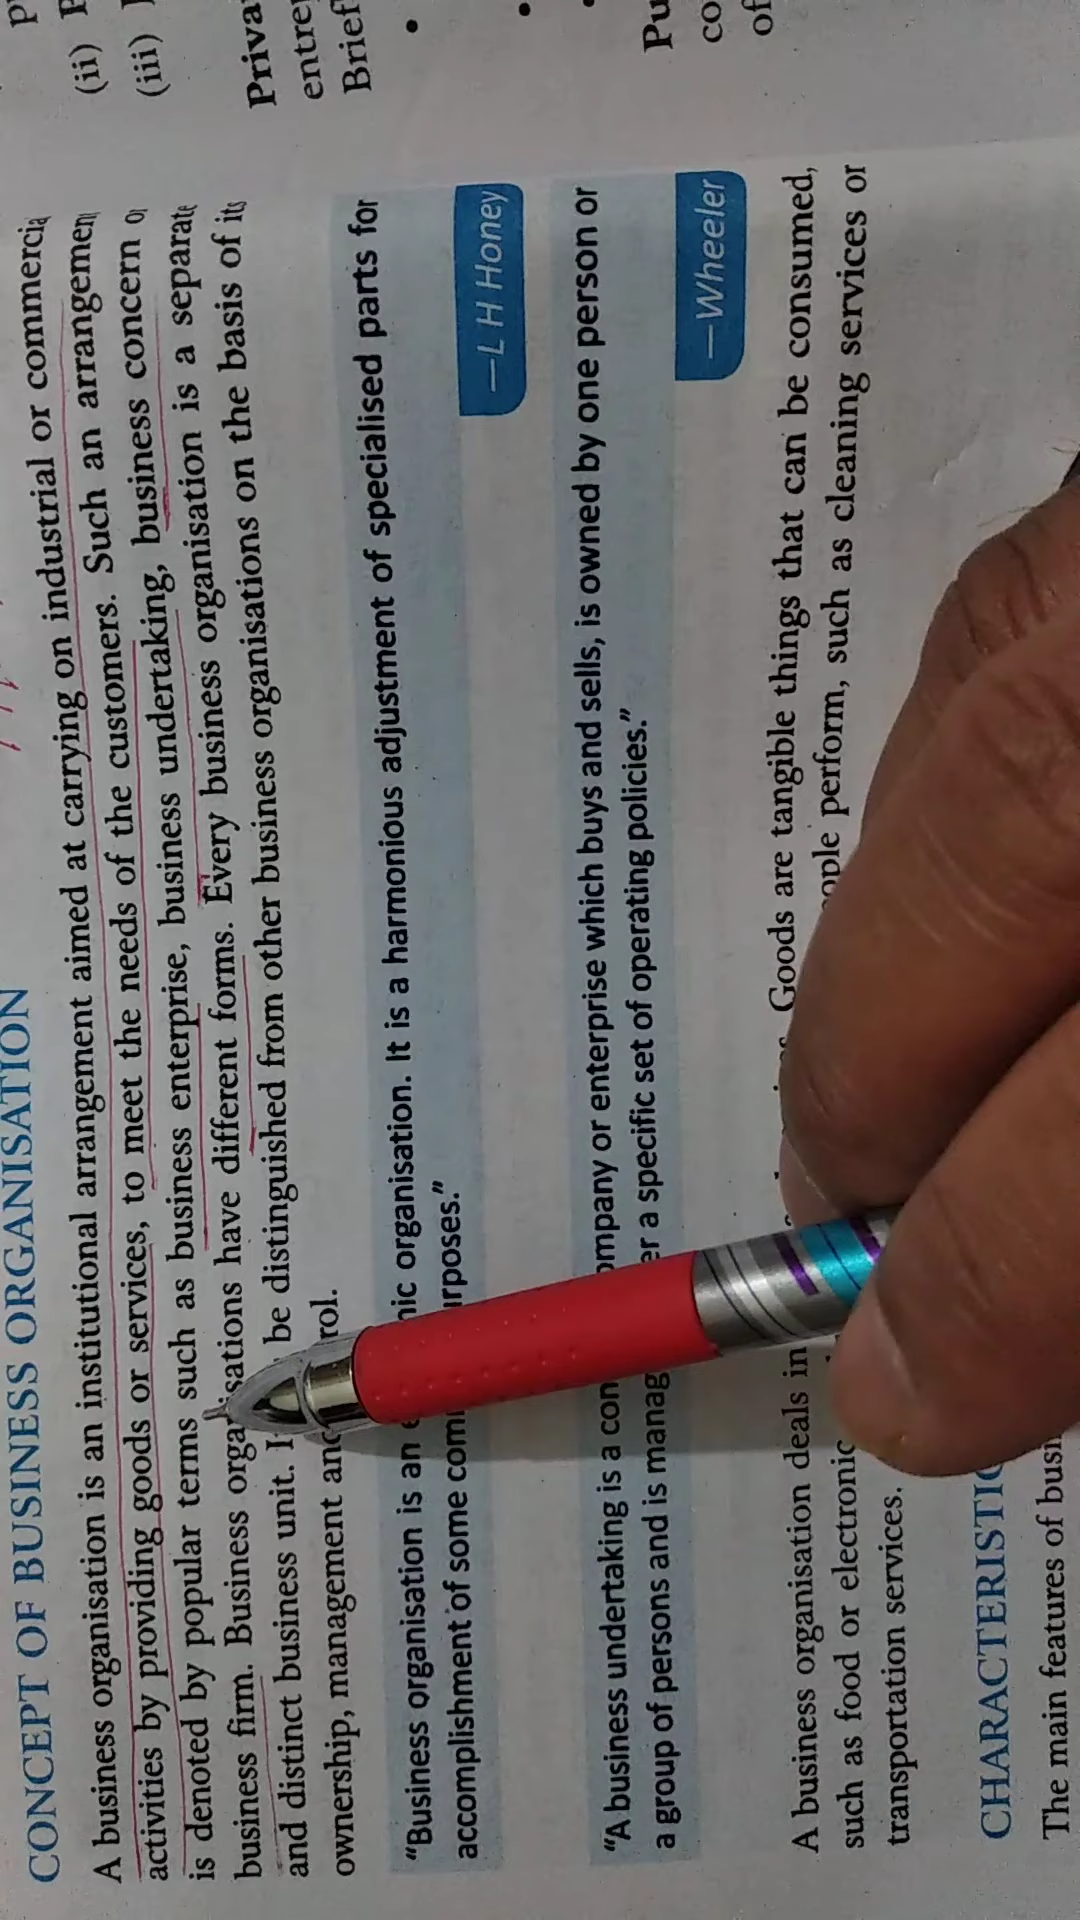 CONCEPT OF BUSINESS ORGANISATION
A business organisation is an institutional arrangement aimed at carrying on industrial or commercia
activities by providing goods or services, to meet the needs of the customers. Such an arrangemen
is denoted by popular terms such as business enterprise, business undertaking, business concern o
business firm. Business orga isations have different forms. Every business organisation is a separate
and distinct business unit. I be distinguished from other business organisations on the basis of its
ownership, management and rol.
"Business organisation is an nic organisation. It is a harmonious adjustment of specialised parts for
accomplishment of some com urposes."
—L H Honey
"A business undertaking is a con ompany or enterprise which buys and sells, is owned by one person or
a group of persons and is manag er a specific set of operating policies."
—Wheeler
A business organisation deals in Goods are tangible things that can be consumed,
such as food or electronic ople perform, such as cleaning services or
transportation services.
CHARACTERISTIC
The main features of busi
(ii)
(iii)
Priva
entre
Brief
•
•
Pu
co
of